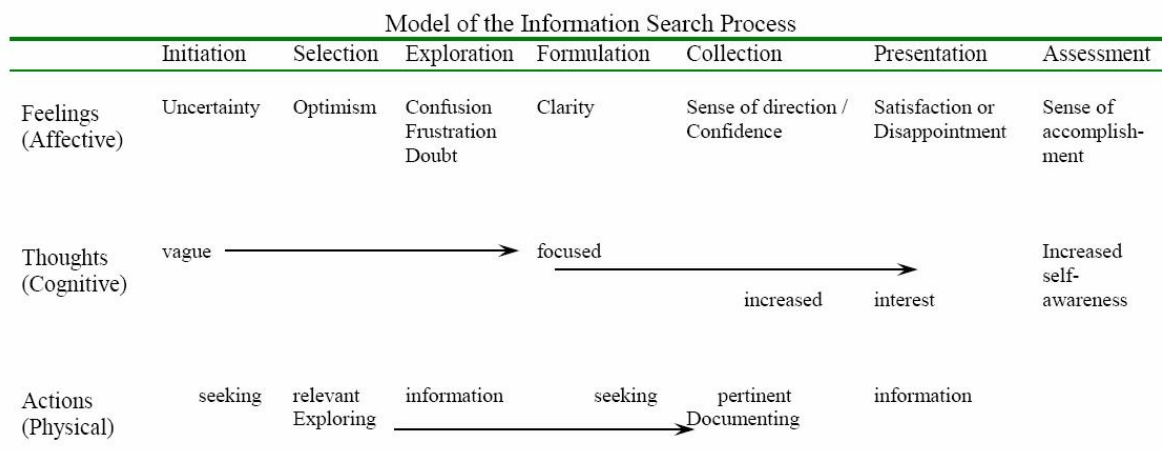 Model of the Information Search Process
Initiation Selection Exploration Formulation Collection Presentation Assessment
Feelings (Affective)
Uncertainty
Optimism
Confusion
Frustration
Doubt
Clarity
Sense of direction /
Confidence
Satisfaction or
Disappointment
Sense of
accomplish-
ment
Thoughts
(Cognitive)
vague
focused
increased interest
Increased
self-
awareness
Actions
(Physical)
seeking relevant information seeking pertinent information
Exploring Documenting